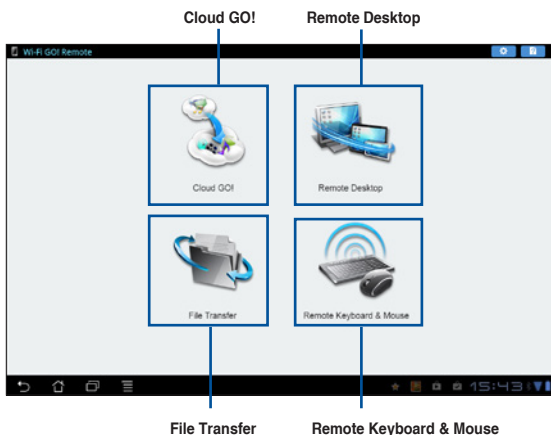 Cloud GO!
Remote Desktop
Wi-Fi GO! Remote
Cloud GO!
Remote Desktop
File Transfer
Remote Keyboard & Mouse
15:43
File Transfer
Remote Keyboard & Mouse